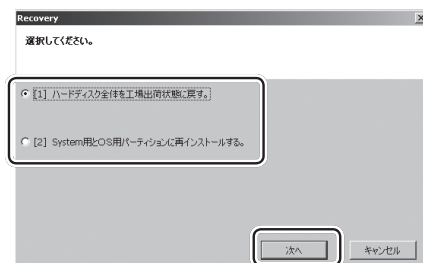 Recovery
選択してください。
[1] ハードディスク全体を工場出荷状態に戻す。
[2] System用とOS用パーティションに再インストールする。
次へ
キャンセル